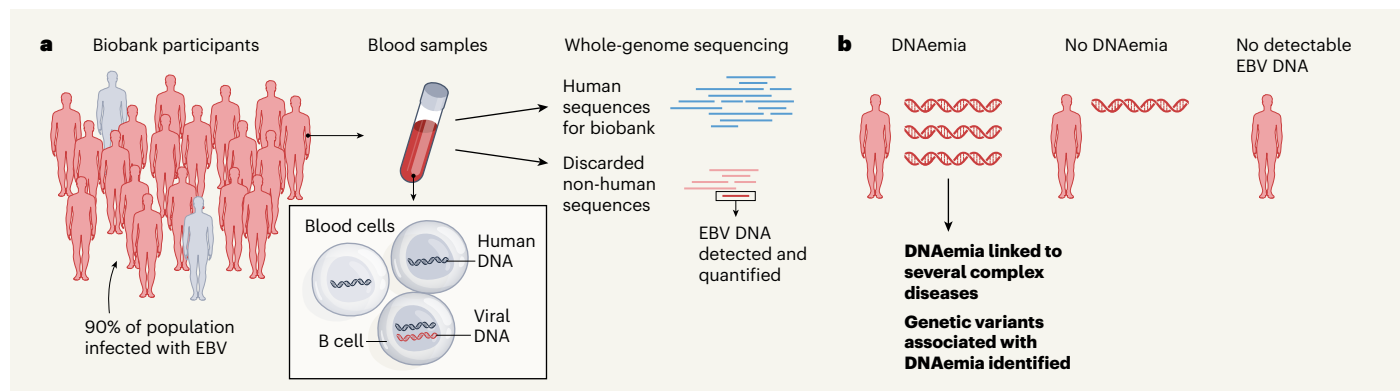 a
Biobank participants
Blood samples
Whole-genome sequencing
Human
sequences
for biobank
Discarded
non-human
sequences
EBV DNA
detected and
quantified
Blood cells
Human
DNA
Viral
DNA
B cell
90% of population
infected with EBV
b
DNAemia
No DNAemia
No detectable
EBV DNA
DNAemia linked to
several complex
diseases
Genetic variants
associated with
DNAemia identified